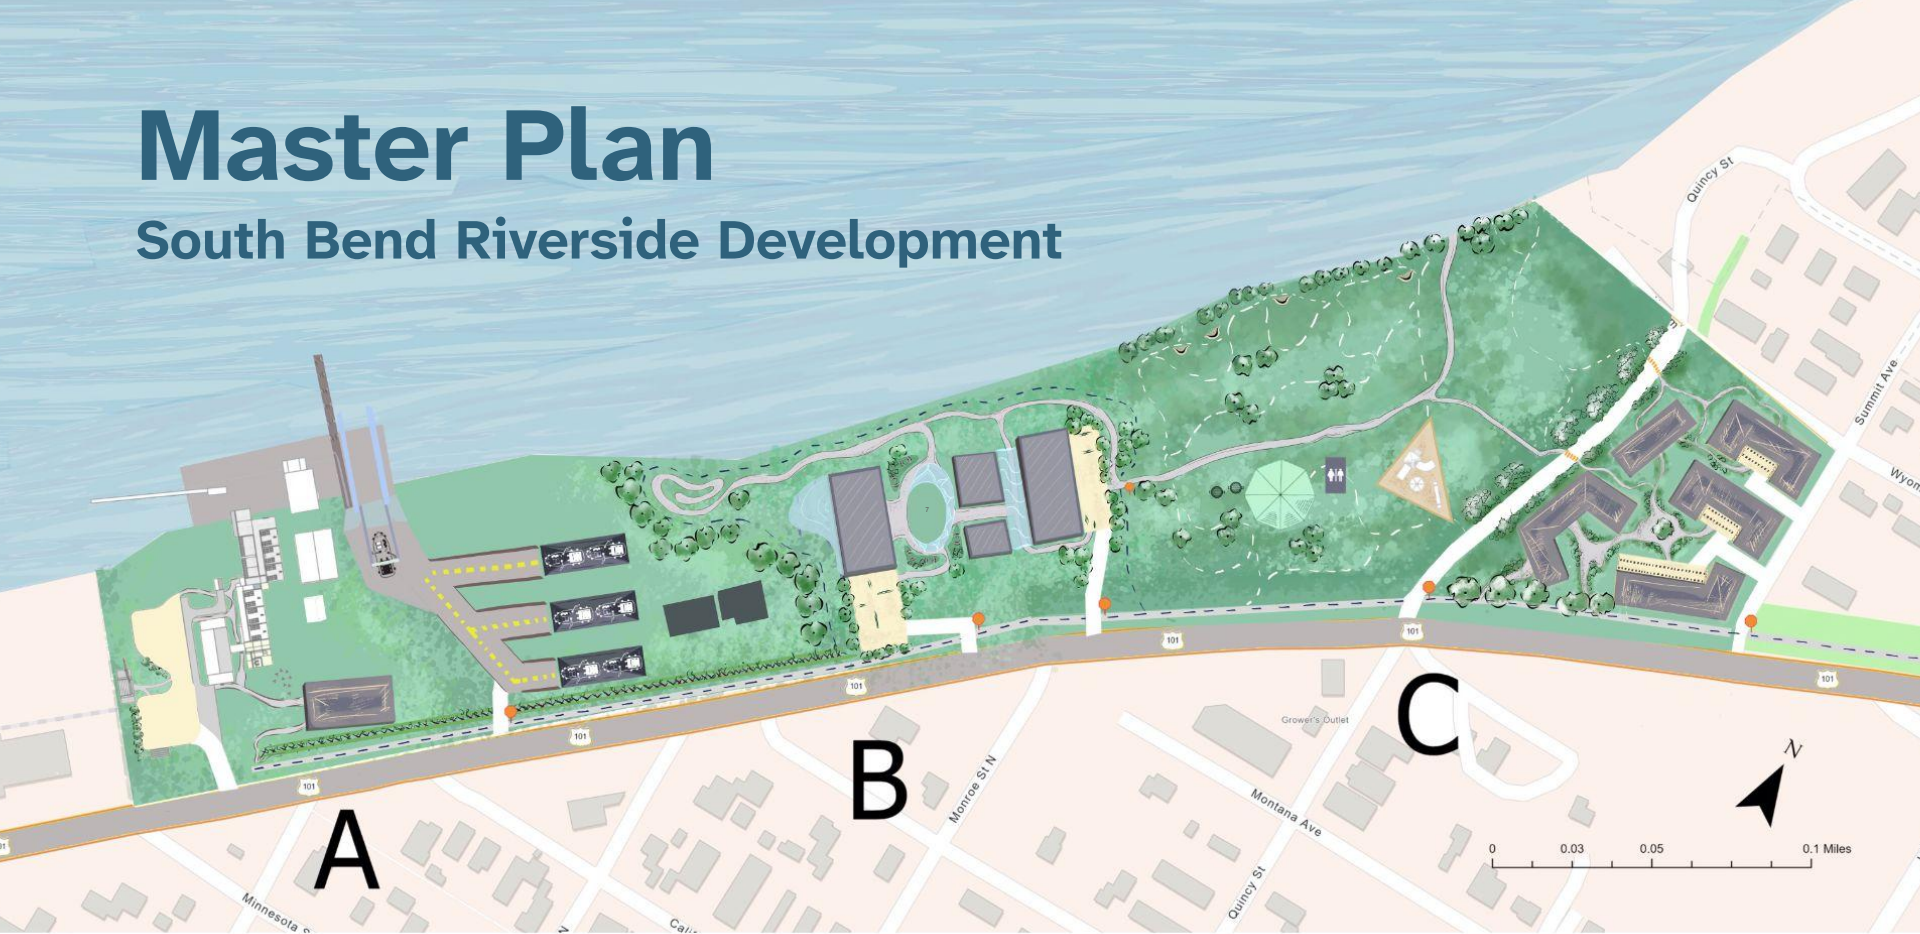 Master Plan
South Bend Riverside Development
Quincy St
Summit Ave
?
101
101
101
101
101
101
Grower's Outlet
A
B
C
N
Monroe St N
Montana Ave
Quincy St
Minnesota S
N
0 0.03 0.05 0.1 Miles